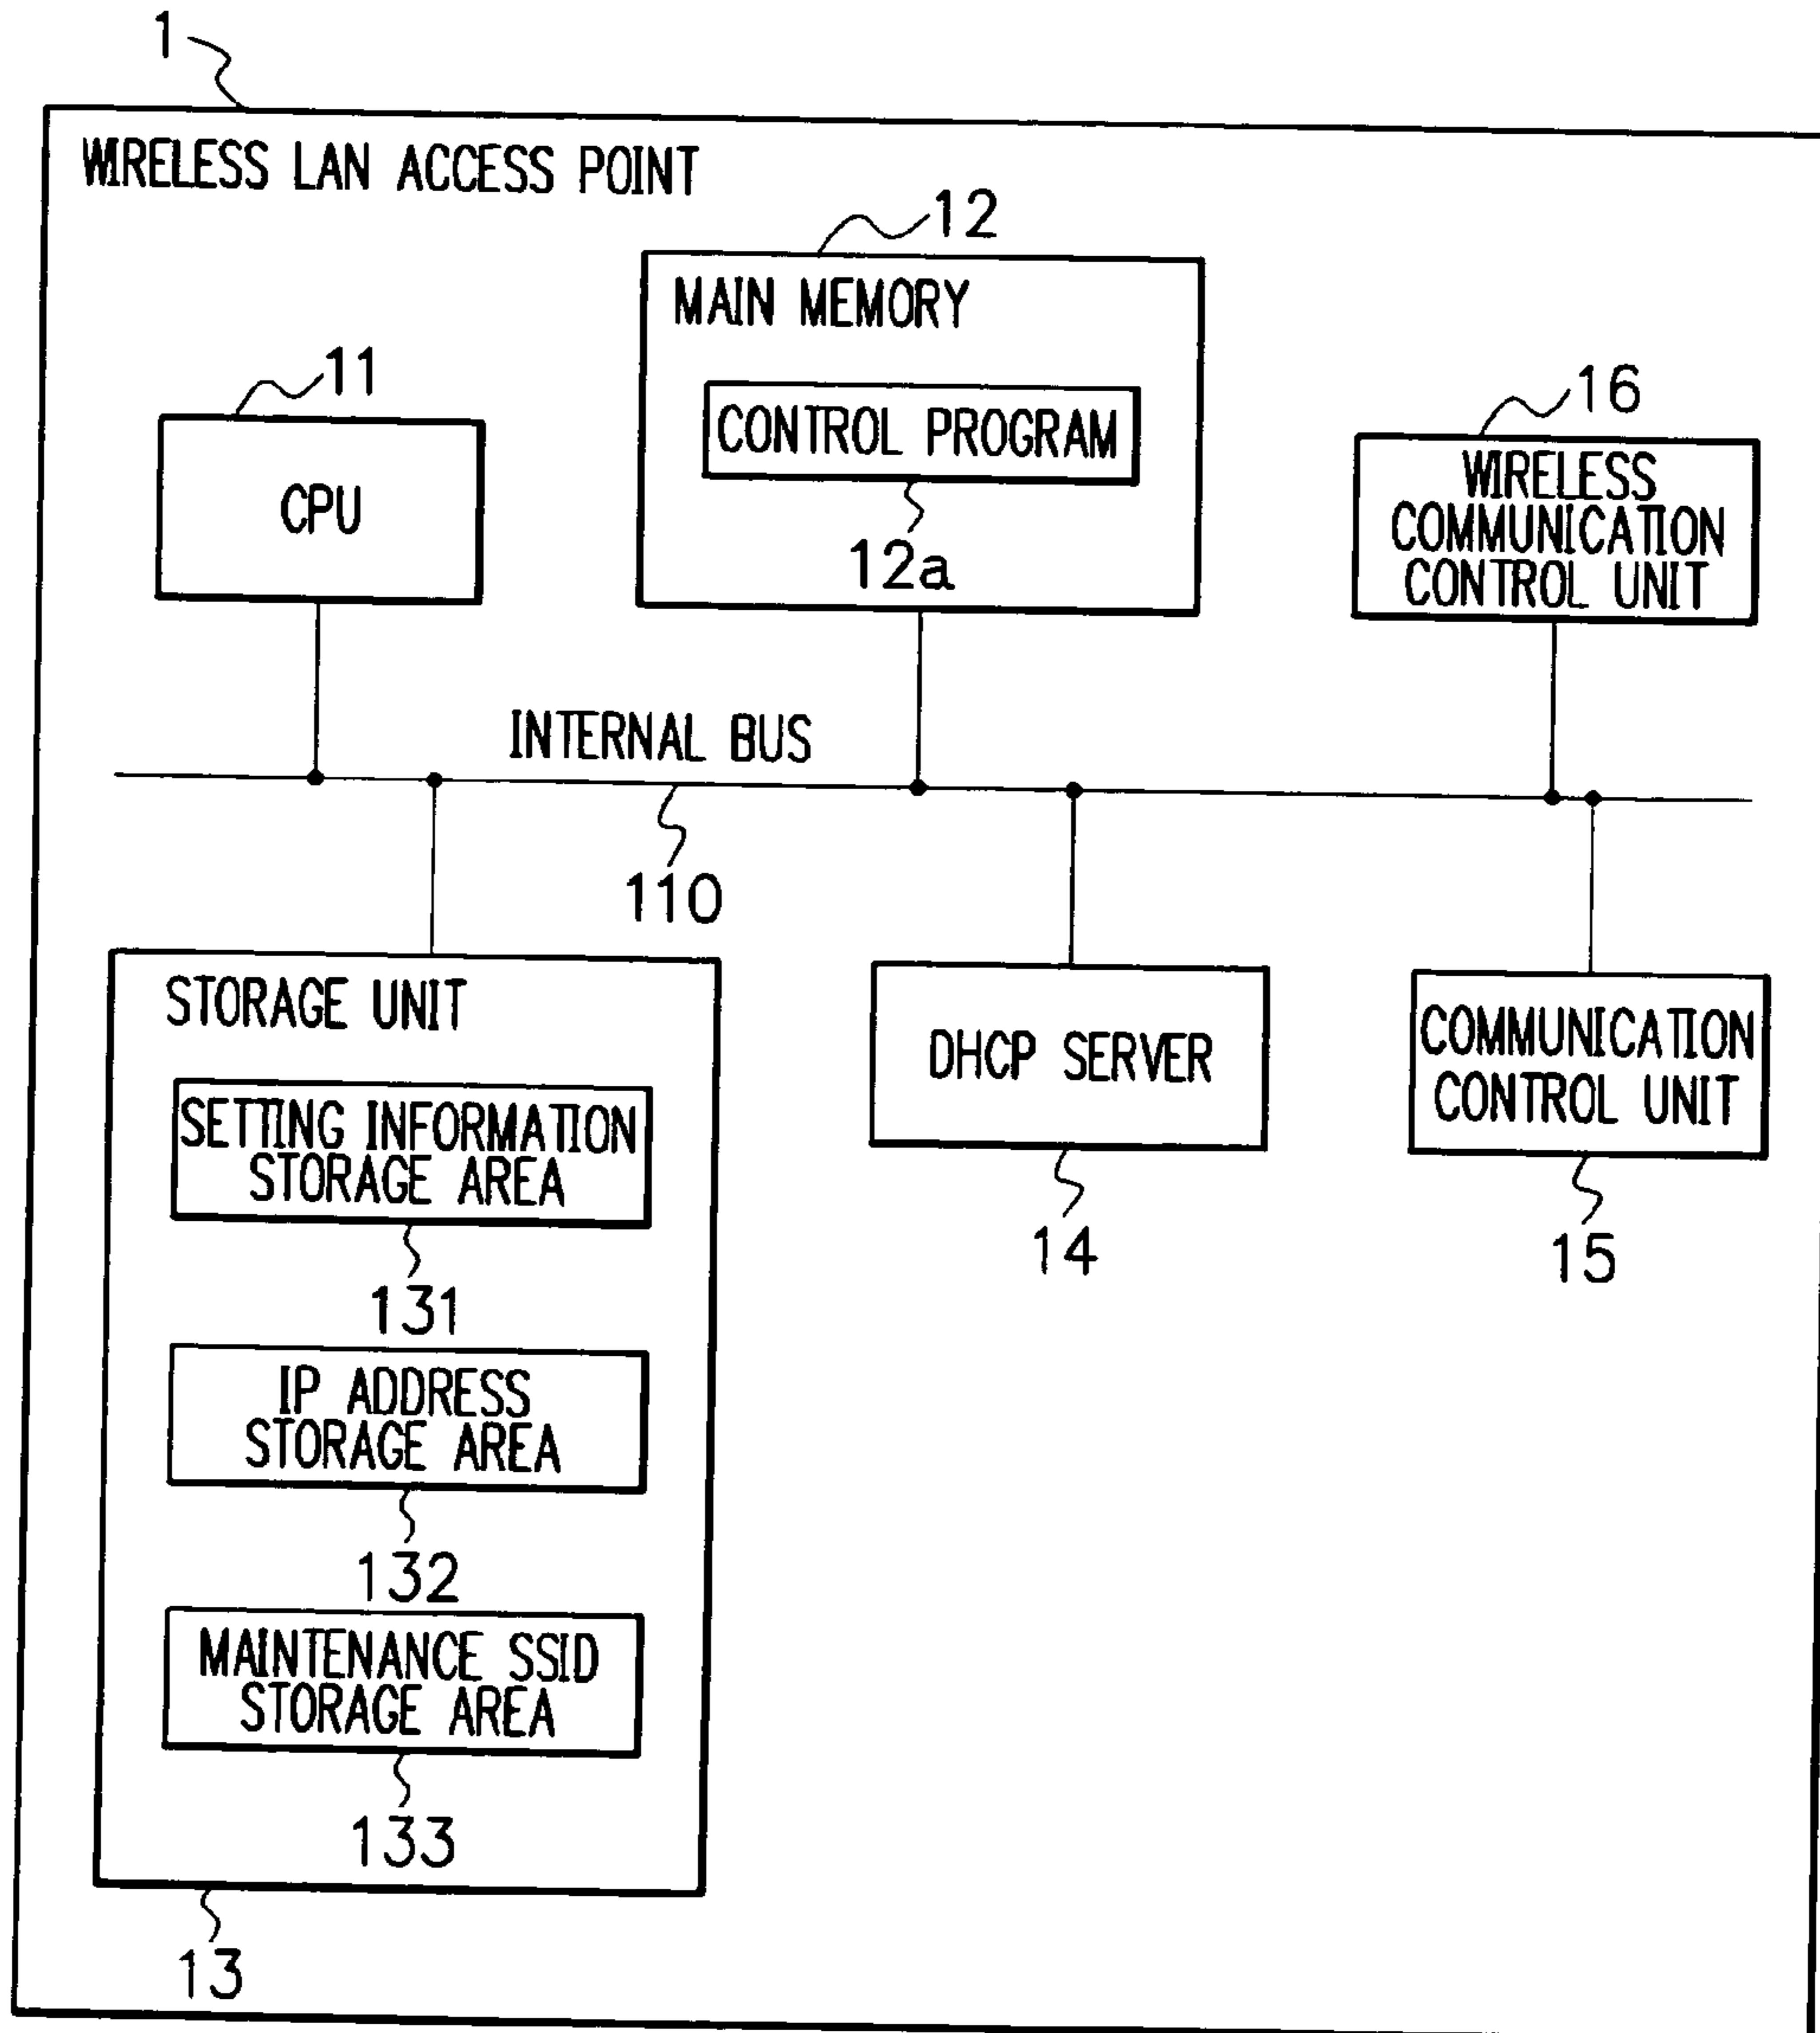 1
WIRELESS LAN ACCESS POINT
12
MAIN MEMORY
11
CONTROL PROGRAM
16
CPU
12a
WIRELESS
COMMUNICATION
CONTROL UNIT
INTERNAL BUS
110
STORAGE UNIT
SETTING INFORMATION
STORAGE AREA
131
IP ADDRESS
STORAGE AREA
132
MAINTENANCE SSID
STORAGE AREA
133
13
DHCP SERVER
14
COMMUNICATION
CONTROL UNIT
15